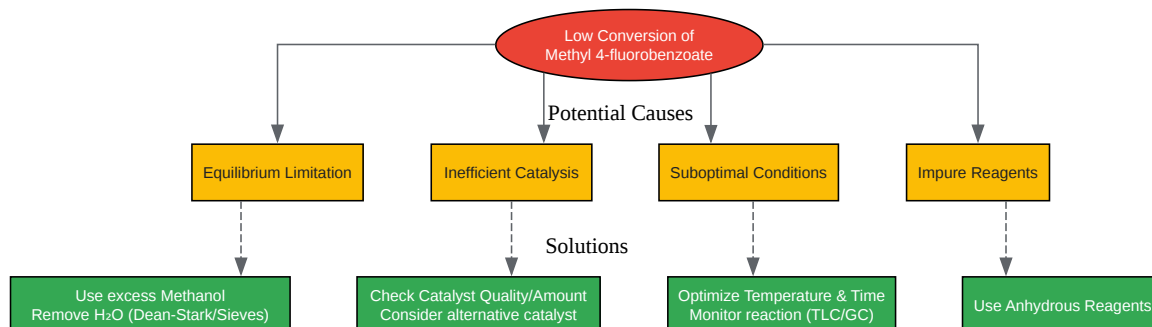 Low Conversion of
Methyl 4-fluorobenzoate
Potential Causes
Equilibrium Limitation
Inefficient Catalysis
Suboptimal Conditions
Impure Reagents
Solutions
Use excess Methanol
Remove H₂O (Dean-Stark/Sieves)
Check Catalyst Quality/Amount
Consider alternative catalyst
Optimize Temperature & Time
Monitor reaction (TLC/GC)
Use Anhydrous Reagents